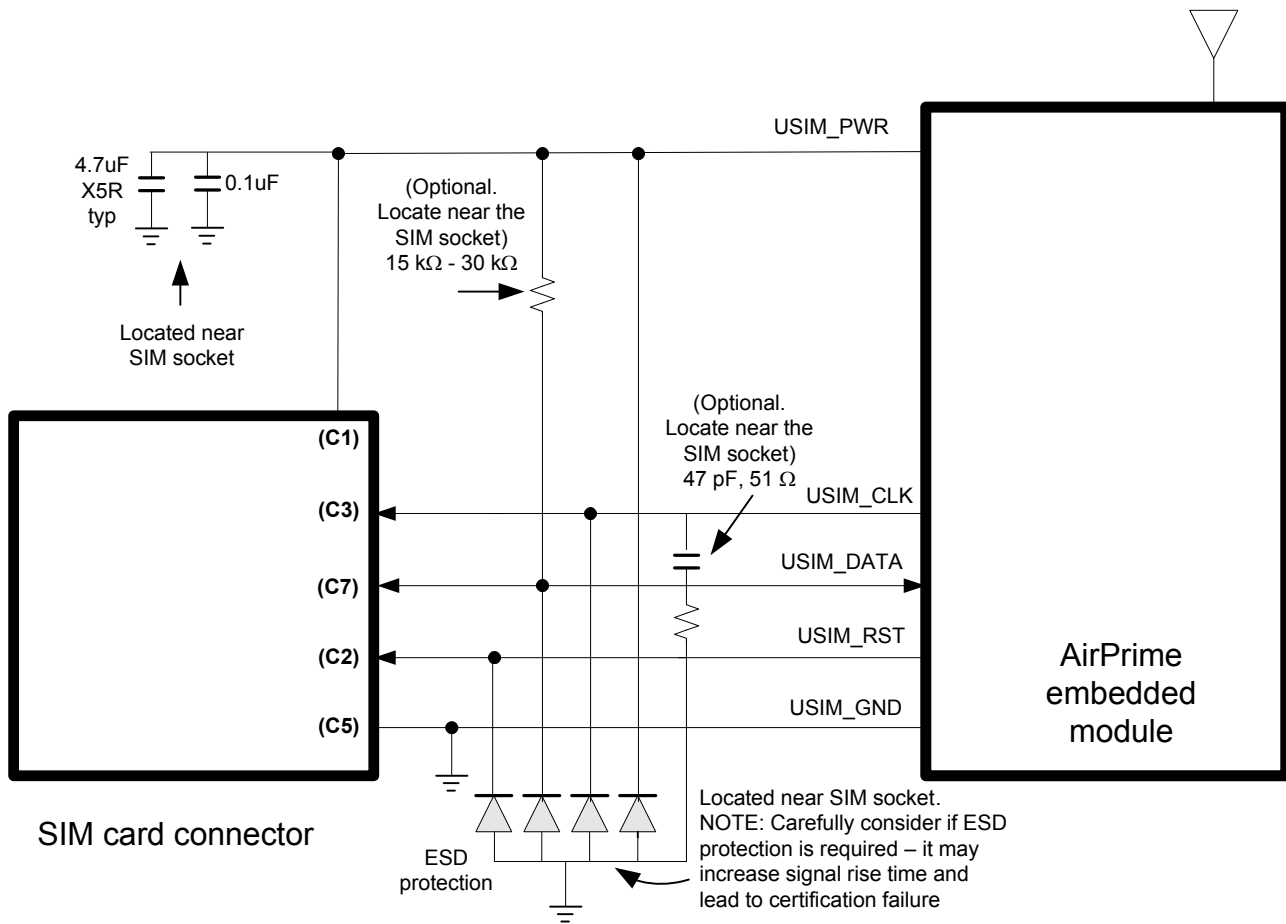 USIM_PWR
4.7uF
X5R
typ
0.1uF
(Optional.
Locate near the
SIM socket)
15 kΩ - 30 kΩ
Located near
SIM socket
(Optional.
Locate near the
SIM socket)
47 pF, 51 Ω
(C1)
(C3)
USIM_CLK
(C7)
USIM_DATA
(C2)
USIM_RST
(C5)
USIM_GND
AirPrime
embedded
module
SIM card connector
ESD
protection
Located near SIM socket.
NOTE: Carefully consider if ESD
protection is required – it may
increase signal rise time and
lead to certification failure